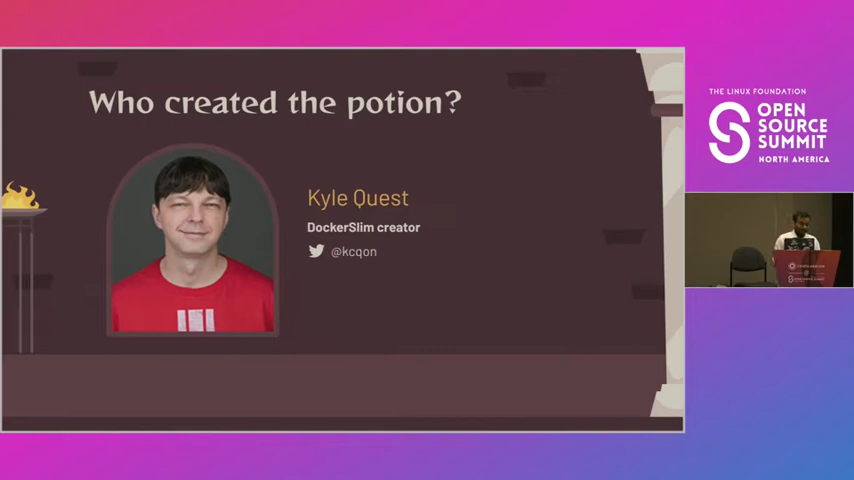 Who created the potion?
Kyle Quest
DockerSlim creator
@kcqon
THE LINUX FOUNDATION
OPEN
SOURCE
SUMMIT
NORTH AMERICA